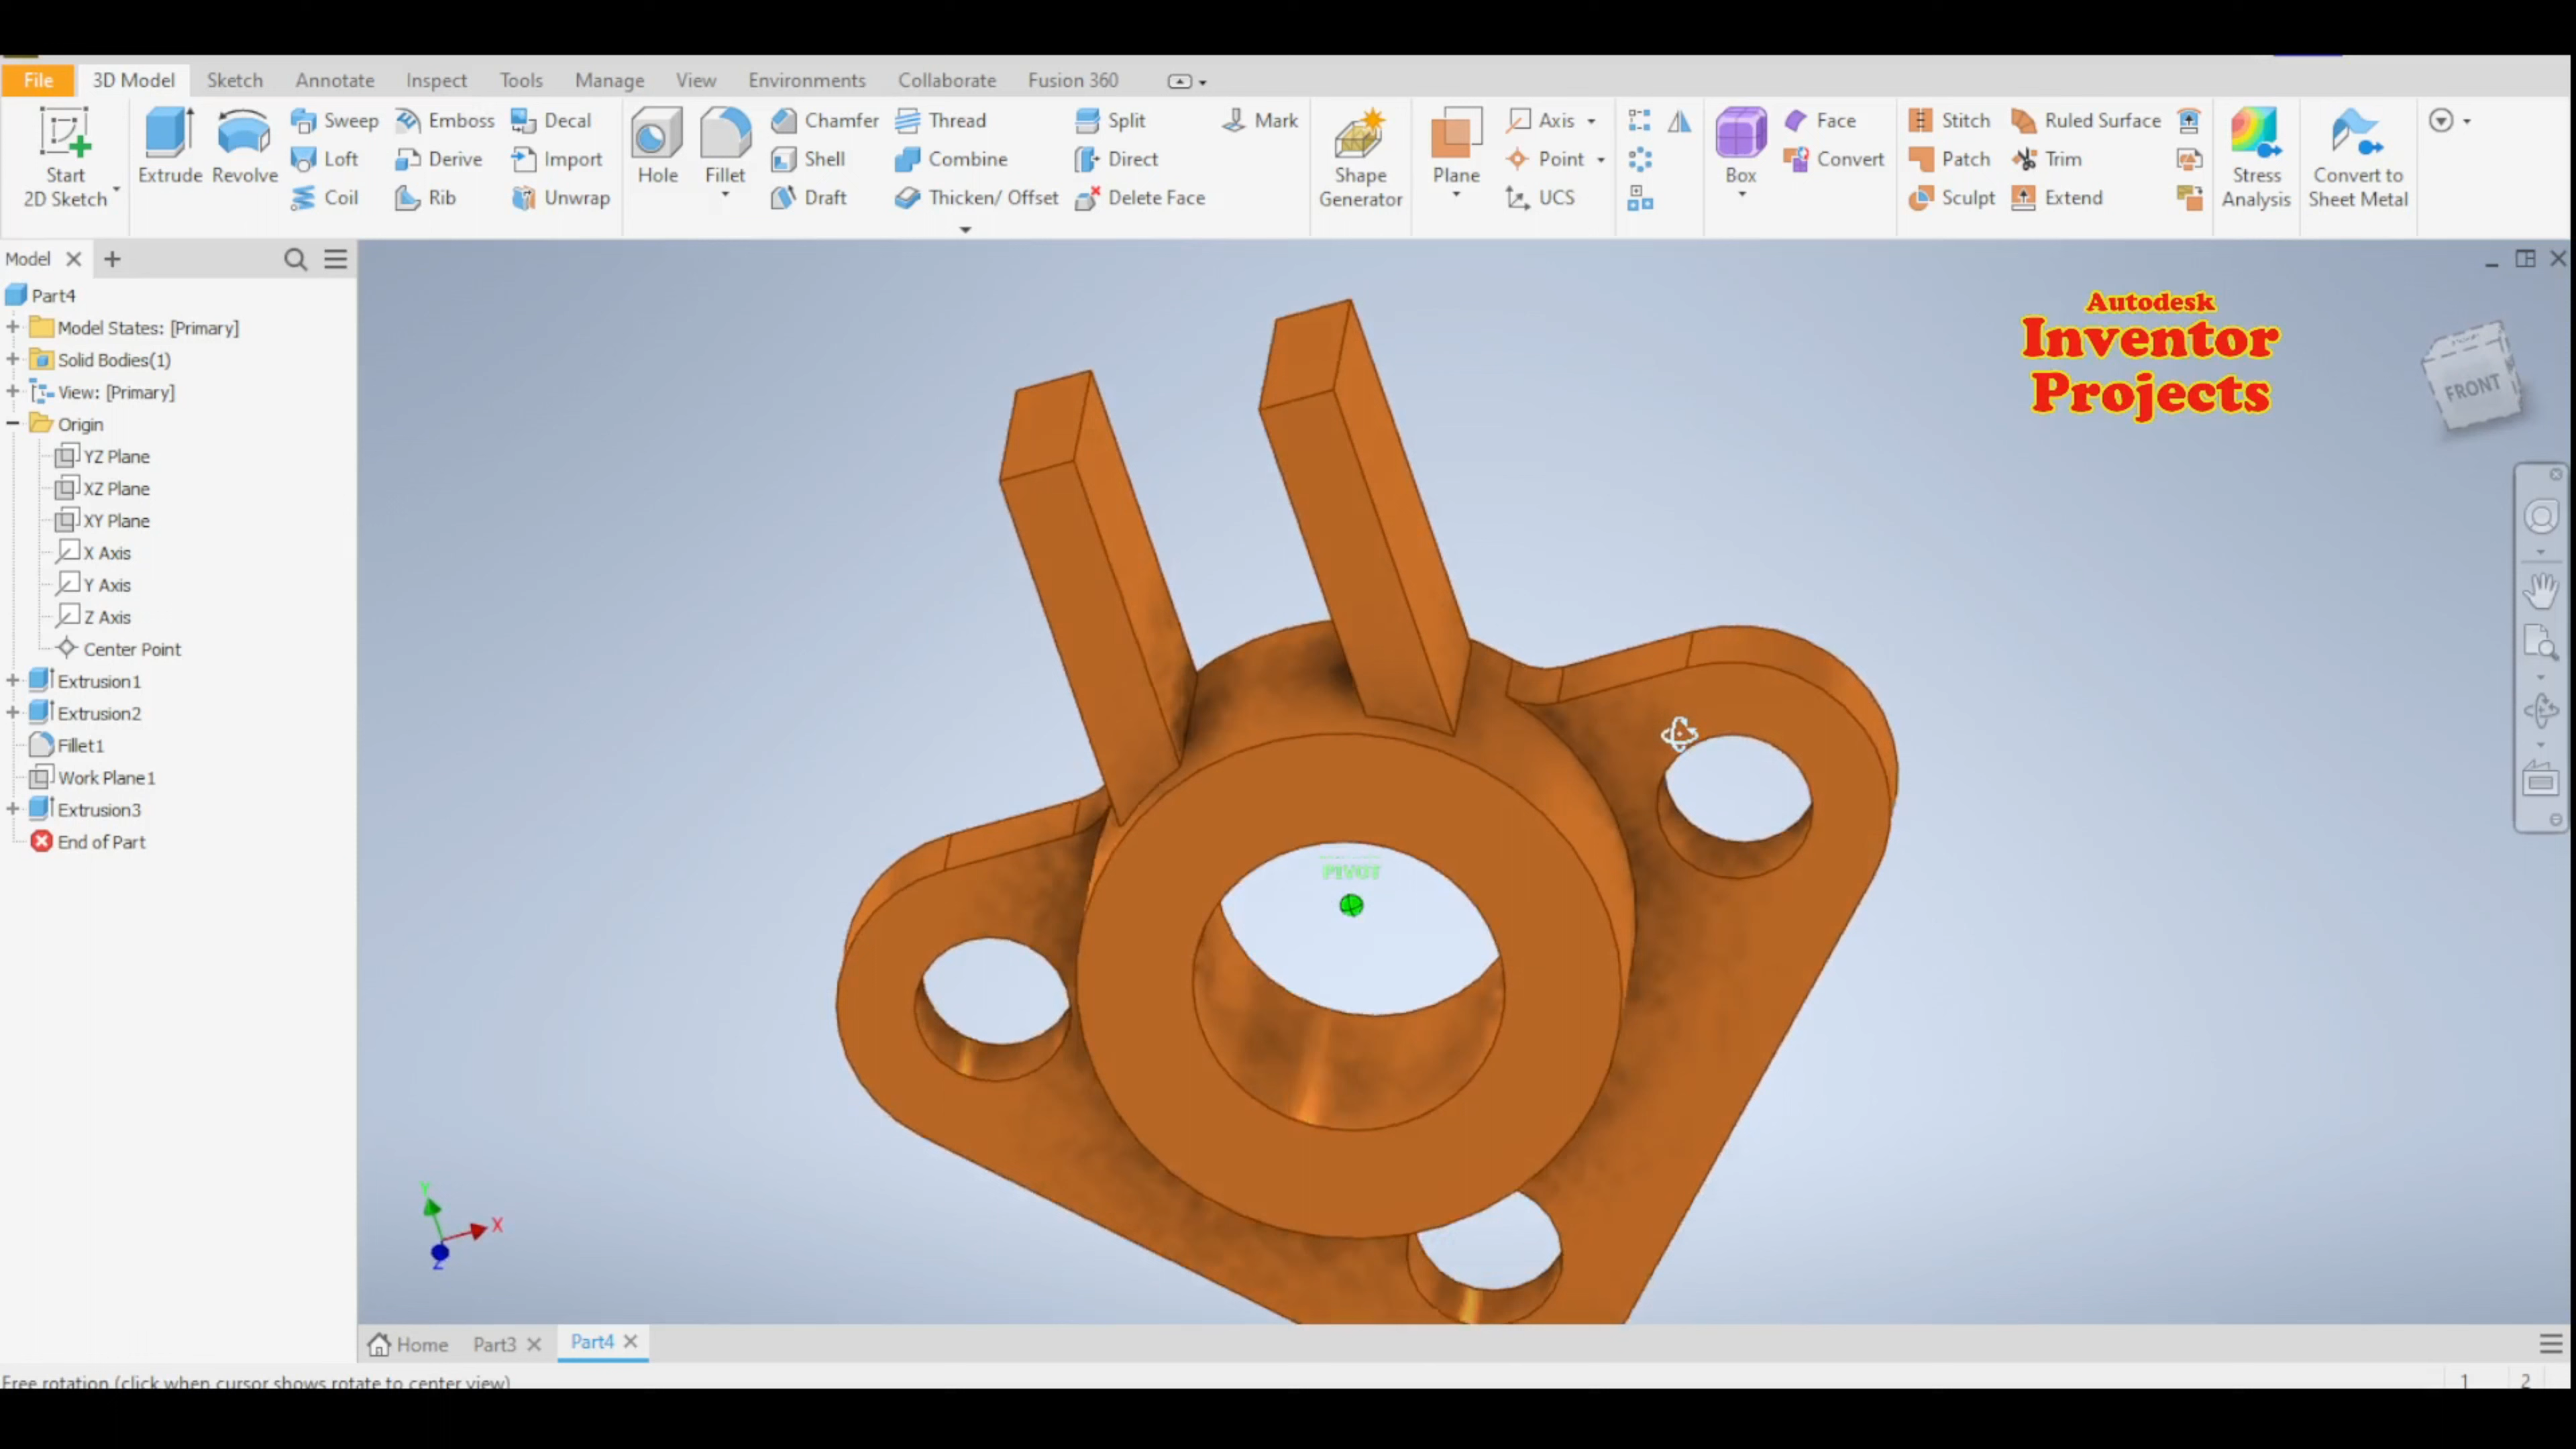 File 3D Model Sketch Annotate Inspect Tools Manage View Environments Collaborate Fusion 360
Start
2D Sketch
Extrude
Revolve
Sweep
Loft
Coil
Emboss
Derive
Rib
Decal
Import
Unwrap
Hole
Fillet
Chamfer
Shell
Draft
Thread
Combine
Thicken/ Offset
Split
Direct
Delete Face
Mark
Shape
Generator
Plane
Axis
Point
UCS
Box
Face
Convert
Stitch
Patch
Sculpt
Ruled Surface
Trim
Extend
Stress
Analysis
Convert to
Sheet Metal
Model
Part4
Model States: [Primary]
Solid Bodies(1)
View: [Primary]
Origin
YZ Plane
XZ Plane
XY Plane
X Axis
Y Axis
Z Axis
Center Point
Extrusion1
Extrusion2
Fillet1
Work Plane1
Extrusion3
End of Part
Autodesk
Inventor
Projects
FRONT
PIVOT
Y
X
Z
Home Part3 Part4
Free rotation (click when cursor shows rotate to center view)
1 2